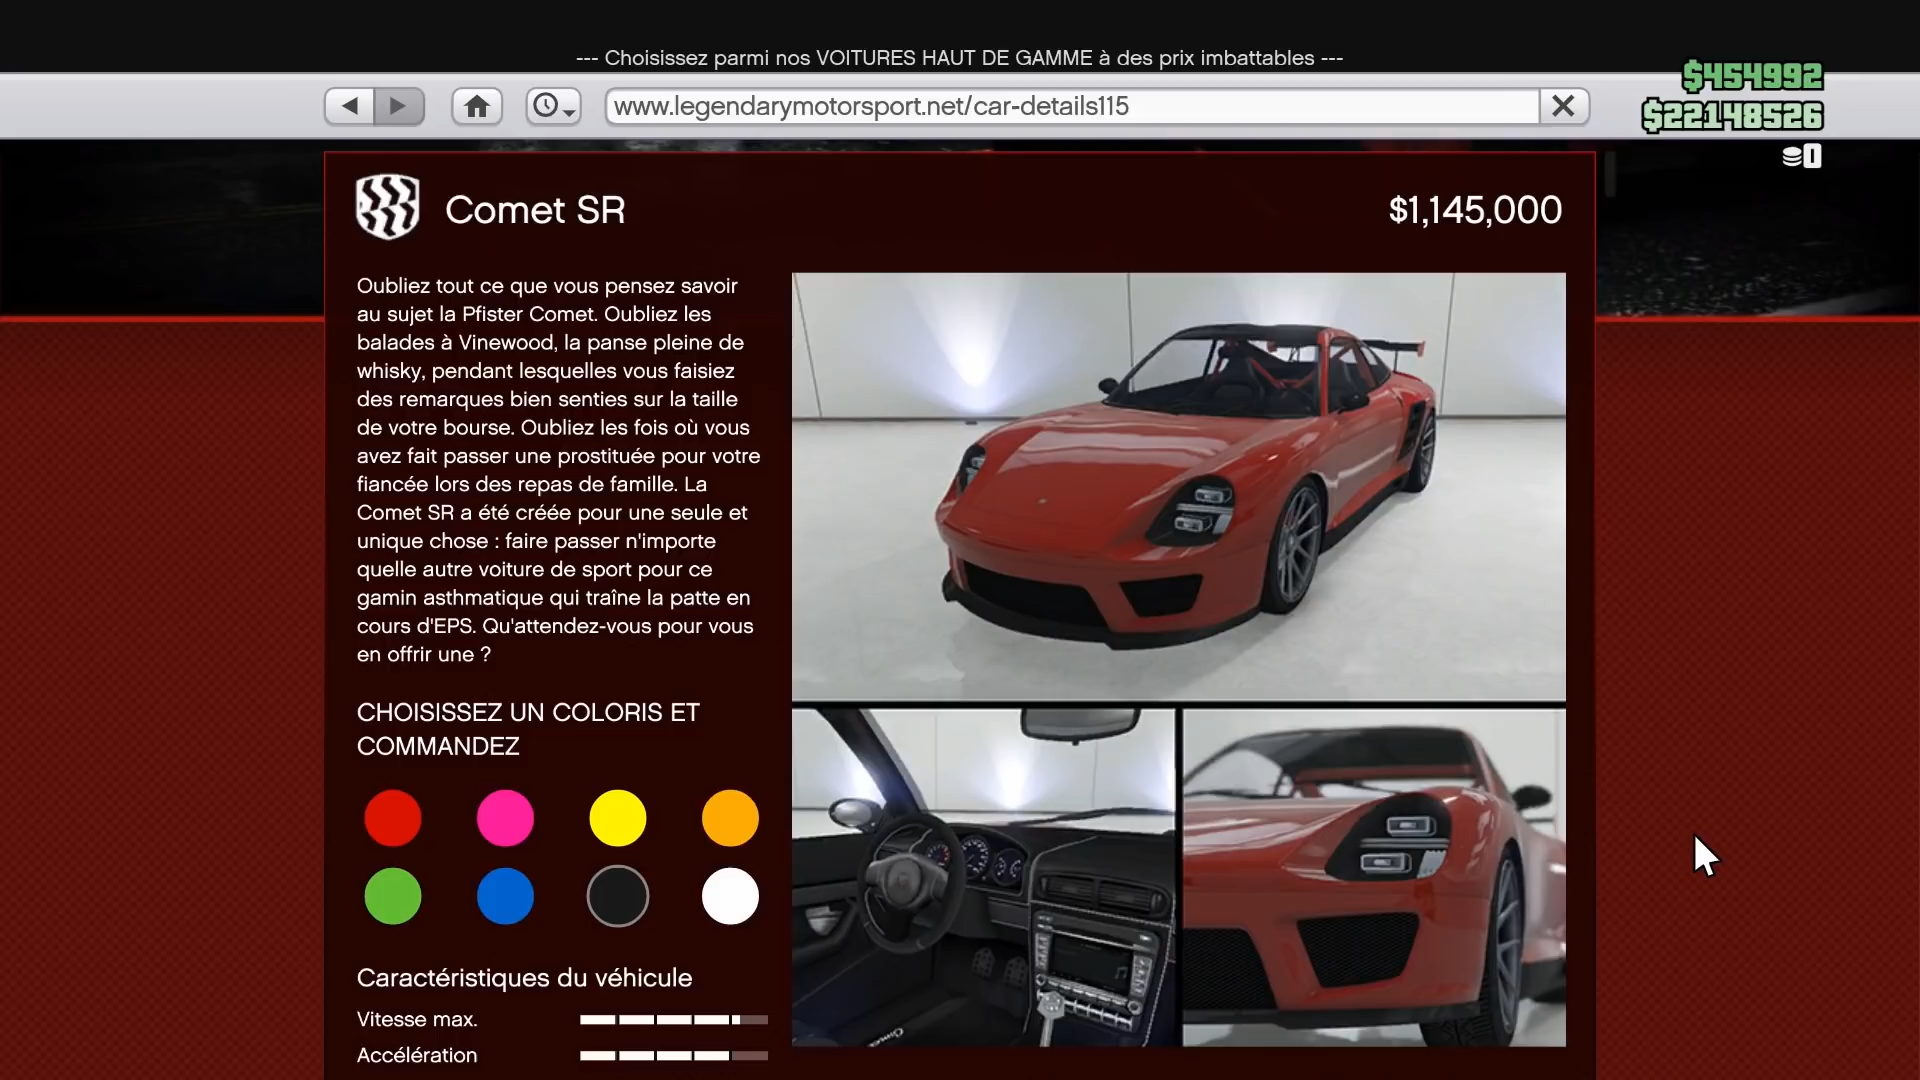 --- Choisissez parmi nos VOITURES HAUT DE GAMME à des prix imbattables ---
www.legendarymotorsport.net/car-details115
$454992
$22148526
1
Comet SR
$1,145,000
Oubliez tout ce que vous pensez savoir
au sujet la Pfister Comet. Oubliez les
balades à Vinewood, la panse pleine de
whisky, pendant lesquelles vous faisiez
des remarques bien senties sur la taille
de votre bourse. Oubliez les fois où vous
avez fait passer une prostituée pour votre
fiancée lors des repas de famille. La
Comet SR a été créée pour une seule et
unique chose : faire passer n'importe
quelle autre voiture de sport pour ce
gamin asthmatique qui traîne la patte en
cours d'EPS. Qu'attendez-vous pour vous
en offrir une ?
CHOISISSEZ UN COLORIS ET
COMMANDEZ
Caractéristiques du véhicule
Vitesse max.
Accélération